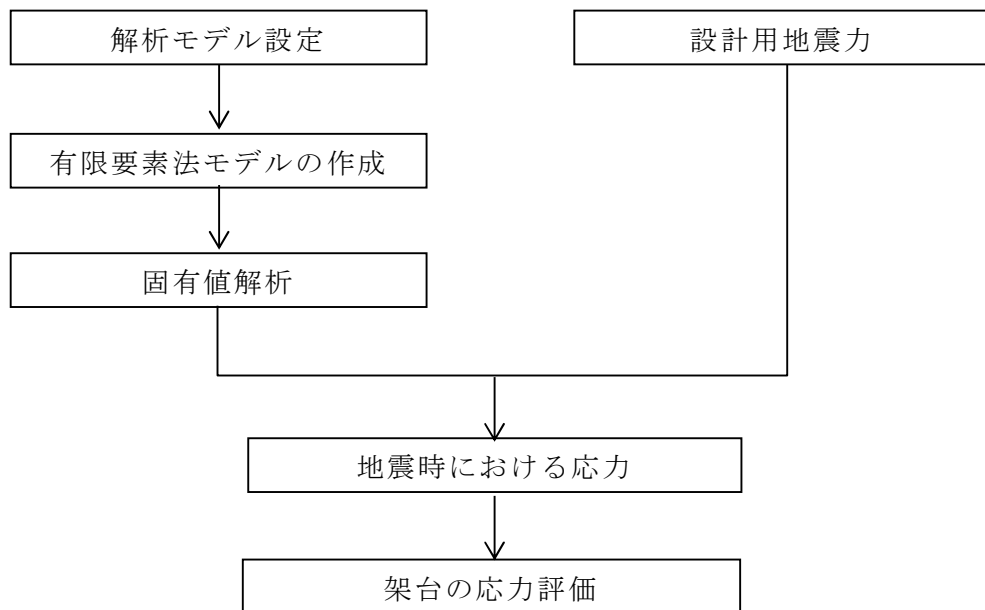 解析モデル設定
設計用地震力
有限要素法モデルの作成
固有値解析
地震時における応力
架台の応力評価